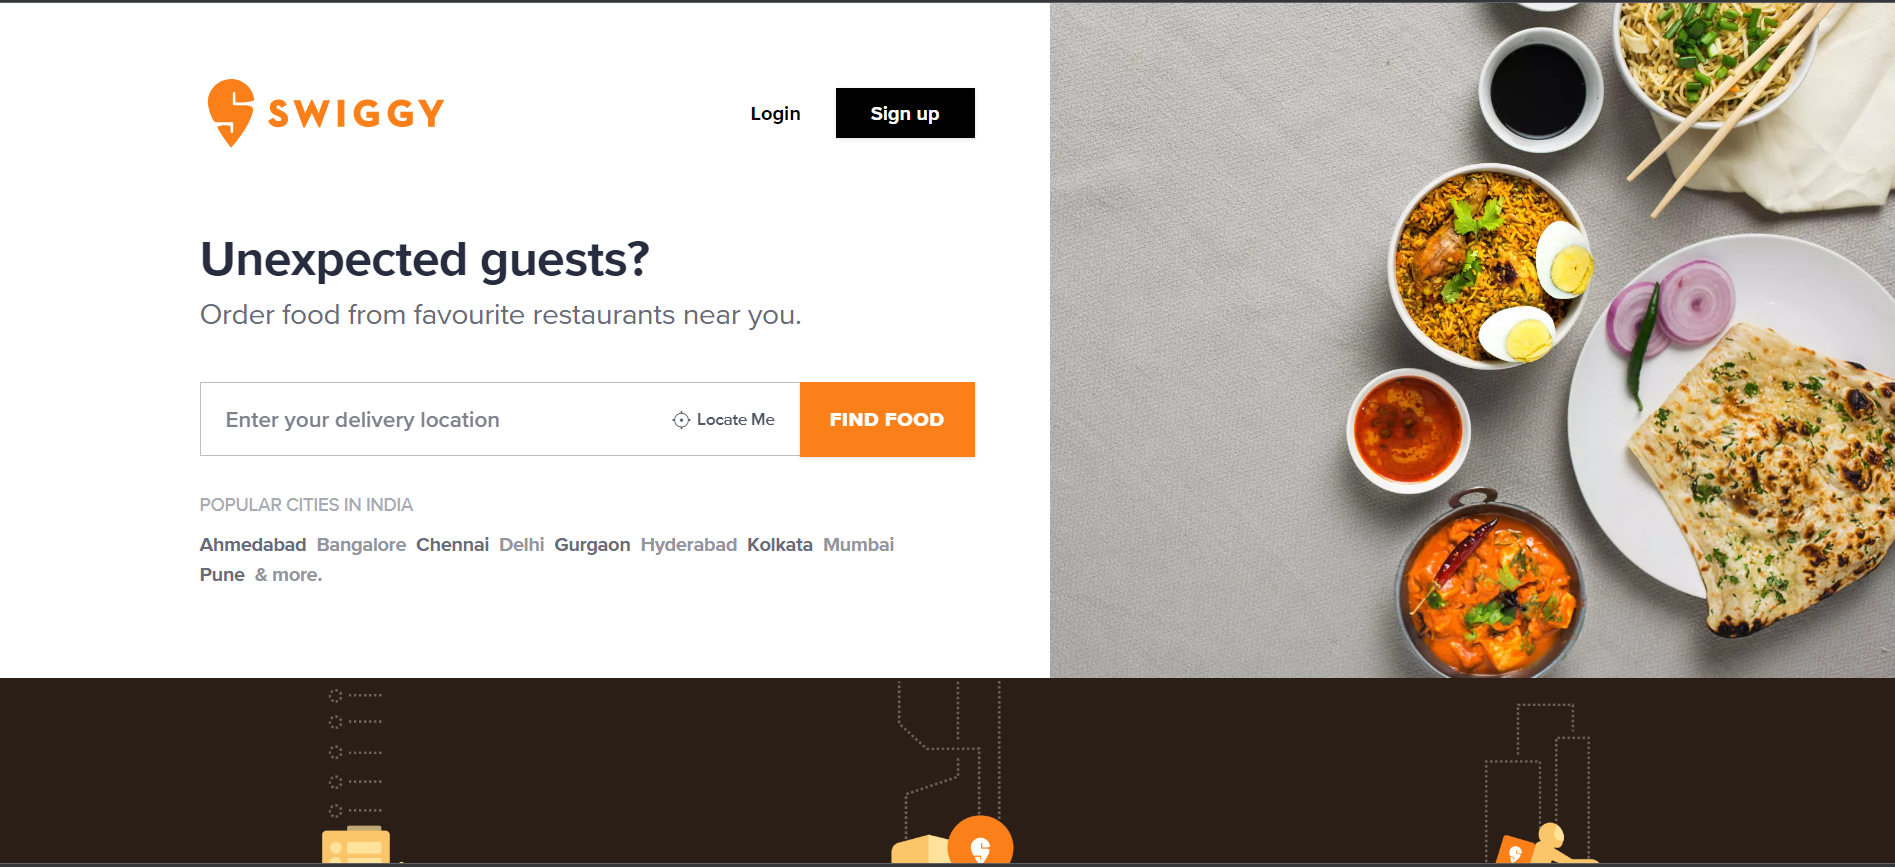 SWIGGY
Login
Sign up
Unexpected guests?
Order food from favourite restaurants near you.
Enter your delivery location
Locate Me
FIND FOOD
POPULAR CITIES IN INDIA
Ahmedabad Bangalore Chennai Delhi Gurgaon Hyderabad Kolkata Mumbai
Pune & more.